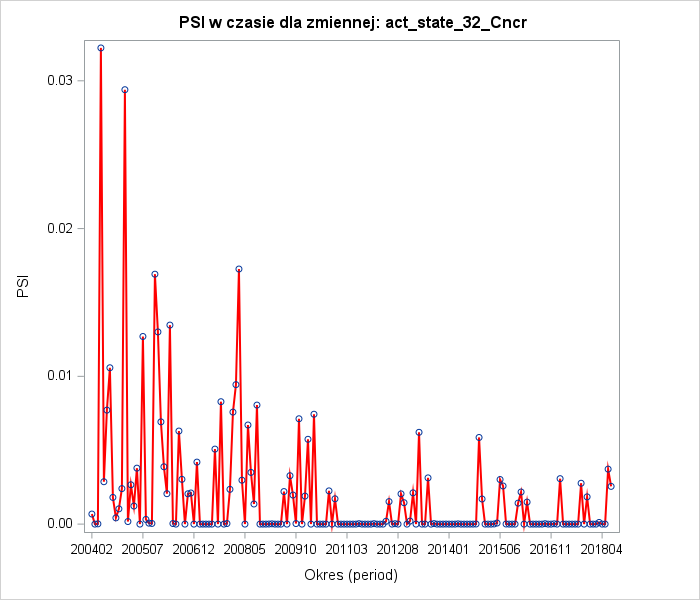 PSI w czasie dla zmiennej: act_state_32_Cncr
0.03
0.02
0.01
0.00
PSI
200402 200507 200612 200805 200910 201103 201208 201401 201506 201611 201804
Okres (period)